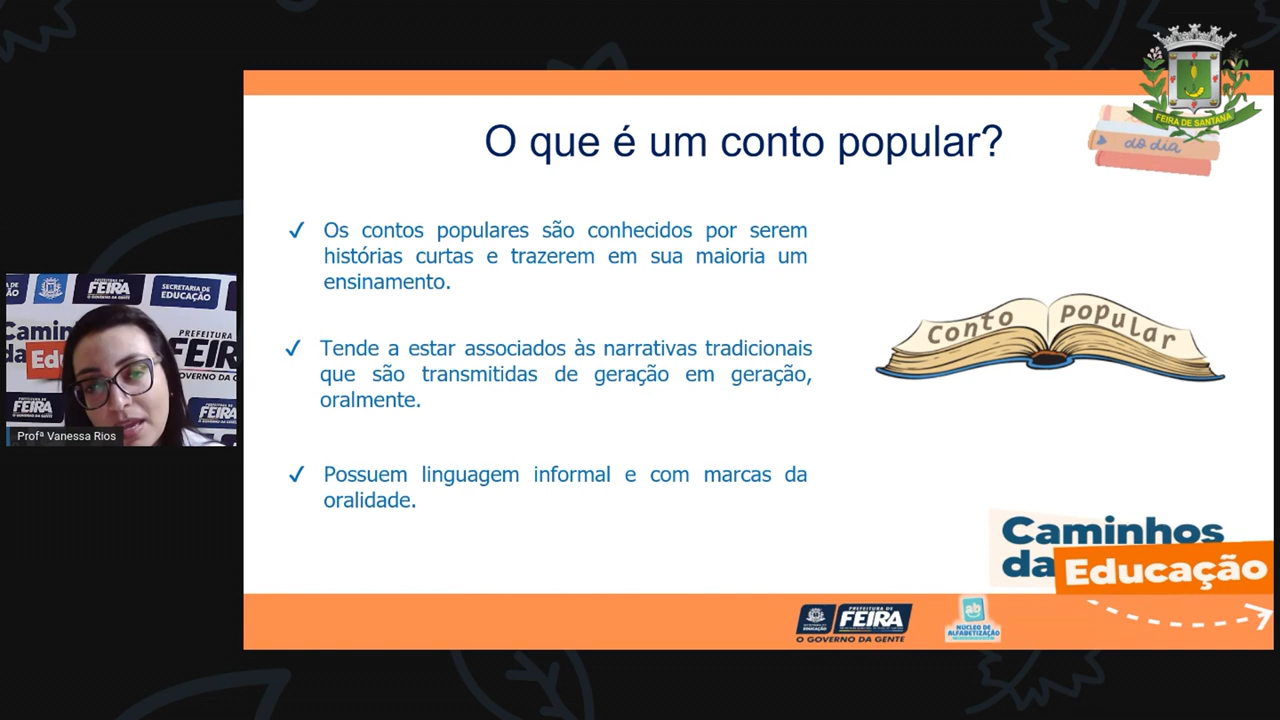 FEIRA DE SANTANA
do dia
O que é um conto popular?
✓ Os contos populares são conhecidos por serem
histórias curtas e trazerem em sua maioria um
ensinamento.
✓ Tende a estar associados às narrativas tradicionais
que são transmitidas de geração em geração,
oralmente.
✓ Possuem linguagem informal e com marcas da
oralidade.
Conto popular
PREFEITURA DE
FEIRA
O GOVERNO DA GENTE
SECRETARIA DE
EDUCAÇÃO
PREFEITURA
FEIR
Profª Vanessa Rios
Caminhos
da Educação
PREFEITURA DE
FEIRA
O GOVERNO DA GENTE
ab
NÚCLEO DE
ALFABETIZAÇÃO